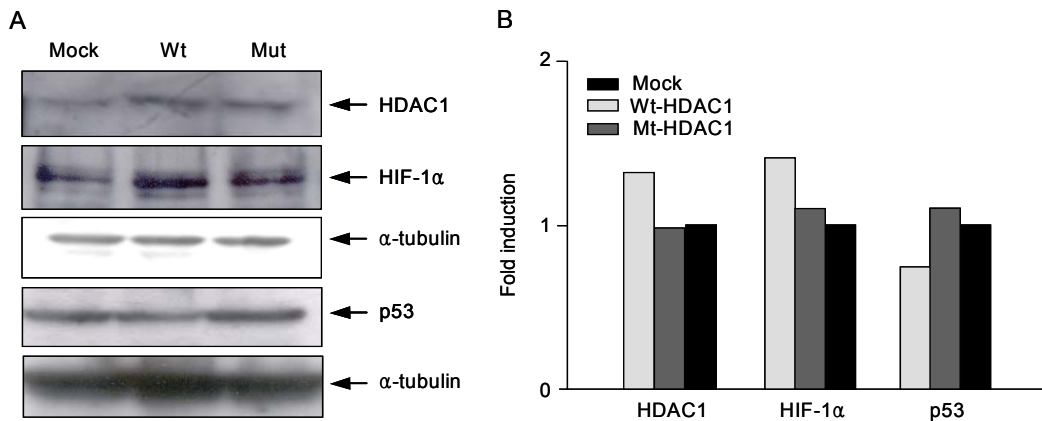 A
Mock Wt Mut
HDAC1
HIF-1α
α-tubulin
p53
α-tubulin
B
2
1
0
Fold induction
Mock
Wt-HDAC1
Mt-HDAC1
HDAC1 HIF-1α p53